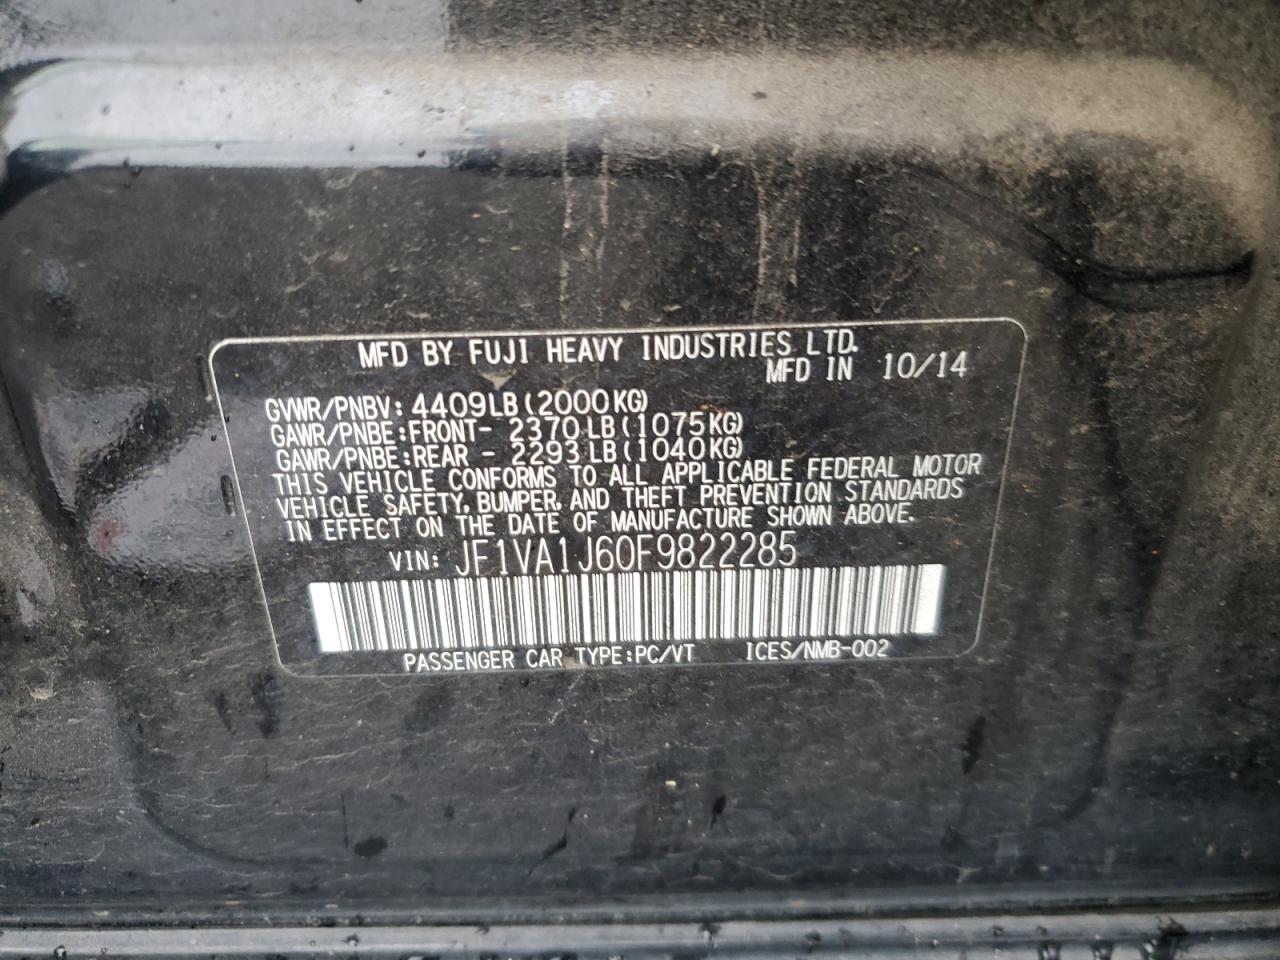 MFD BY FUJI HEAVY INDUSTRIES LTD.
MFD IN 10/14
GVWR/PNBV: 4409LB(2000KG)
GAWR/PNBE:FRONT- 2370LB(1075KG)
GAWR/PNBE:REAR - 2293LB(1040KG)
THIS VEHICLE CONFORMS TO ALL APPLICABLE FEDERAL MOTOR
VEHICLE SAFETY, BUMPER, AND THEFT PREVENTION STANDARDS
IN EFFECT ON THE DATE OF MANUFACTURE SHOWN ABOVE.
VIN: JF1VA1J60F9822285
PASSENGER CAR TYPE:PC/VT ICES/NMB-002